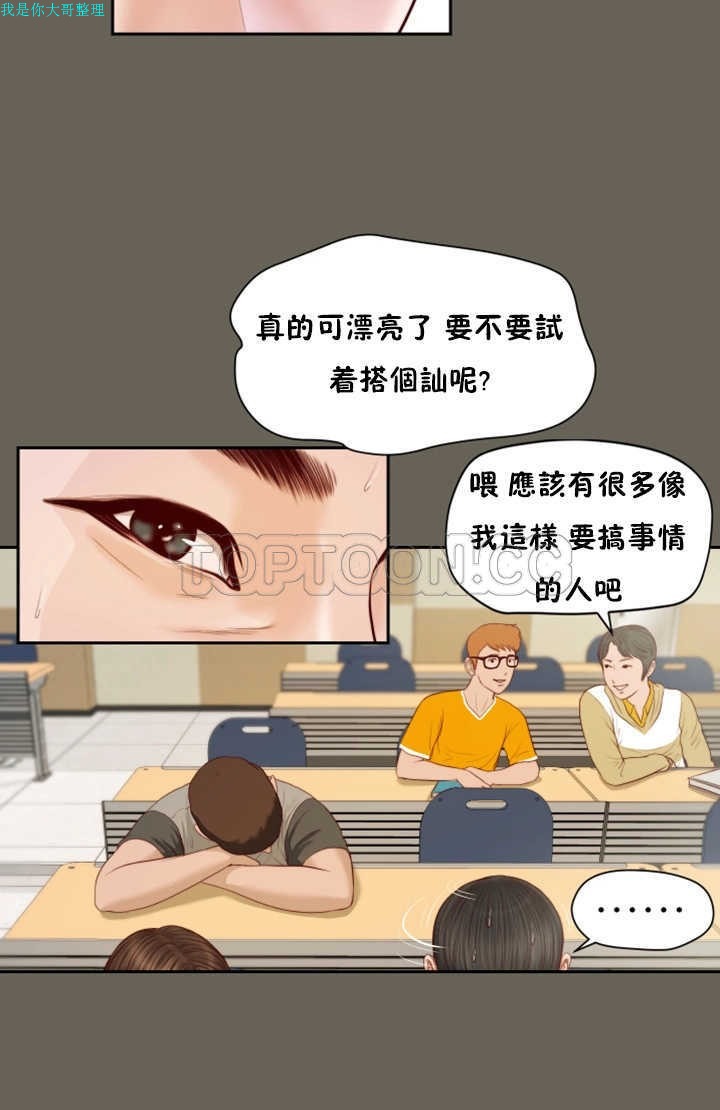 我是你大哥整理
真的可漂亮了 要不要試
着搭個訕呢?
喂 應該有很多像
我這樣 要搞事情
的人吧
TOPTOON.CC
······